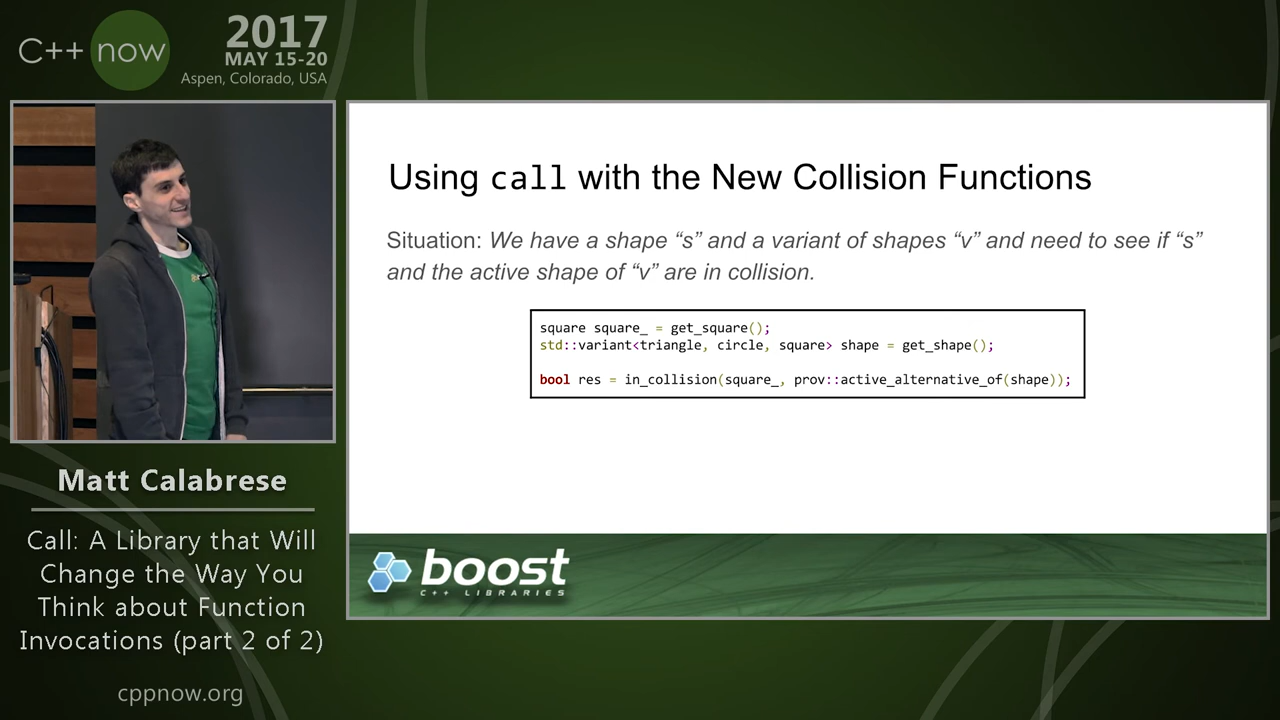 C++ now
2017
MAY 15-20
Aspen, Colorado, USA
Using call with the New Collision Functions
Situation: We have a shape “s” and a variant of shapes “v” and need to see if “s”
and the active shape of “v” are in collision.
square square_ = get_square();
std::variant<triangle, circle, square> shape = get_shape();
bool res = in_collision(square_, prov::active_alternative_of(shape));
boost
C++ LIBRARIES
Matt Calabrese
Call: A Library that Will
Change the Way You
Think about Function
Invocations (part 2 of 2)
cppnow.org